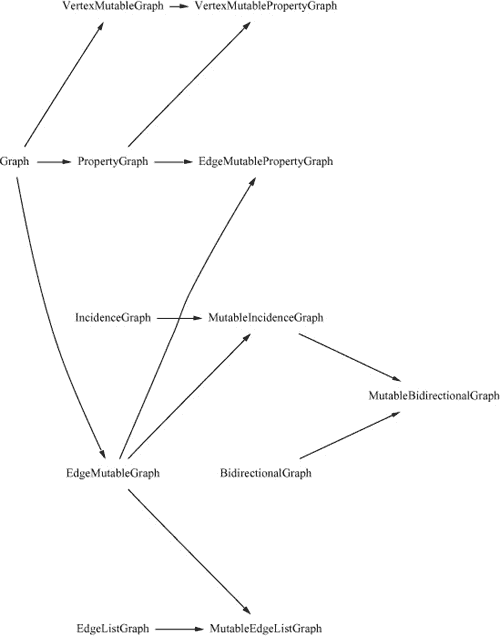 VertexMutableGraph
VertexMutablePropertyGraph
Graph
PropertyGraph
EdgeMutablePropertyGraph
IncidenceGraph
MutableIncidenceGraph
MutableBidirectionalGraph
EdgeMutableGraph
BidirectionalGraph
EdgeListGraph
MutableEdgeListGraph